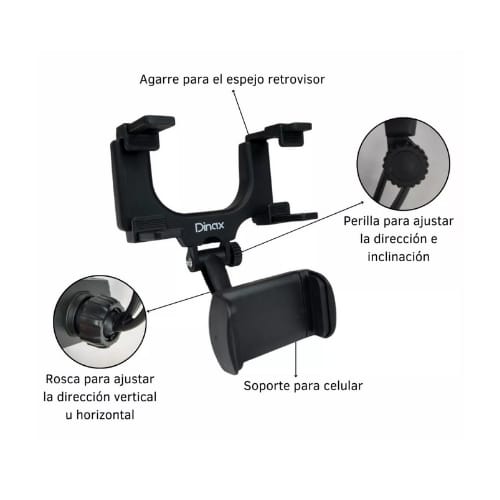 Agarre para el espejo retrovisor
Dinax
Perilla para ajustar
la dirección e
inclinación
Rosca para ajustar
la dirección vertical
u horizontal
Soporte para celular